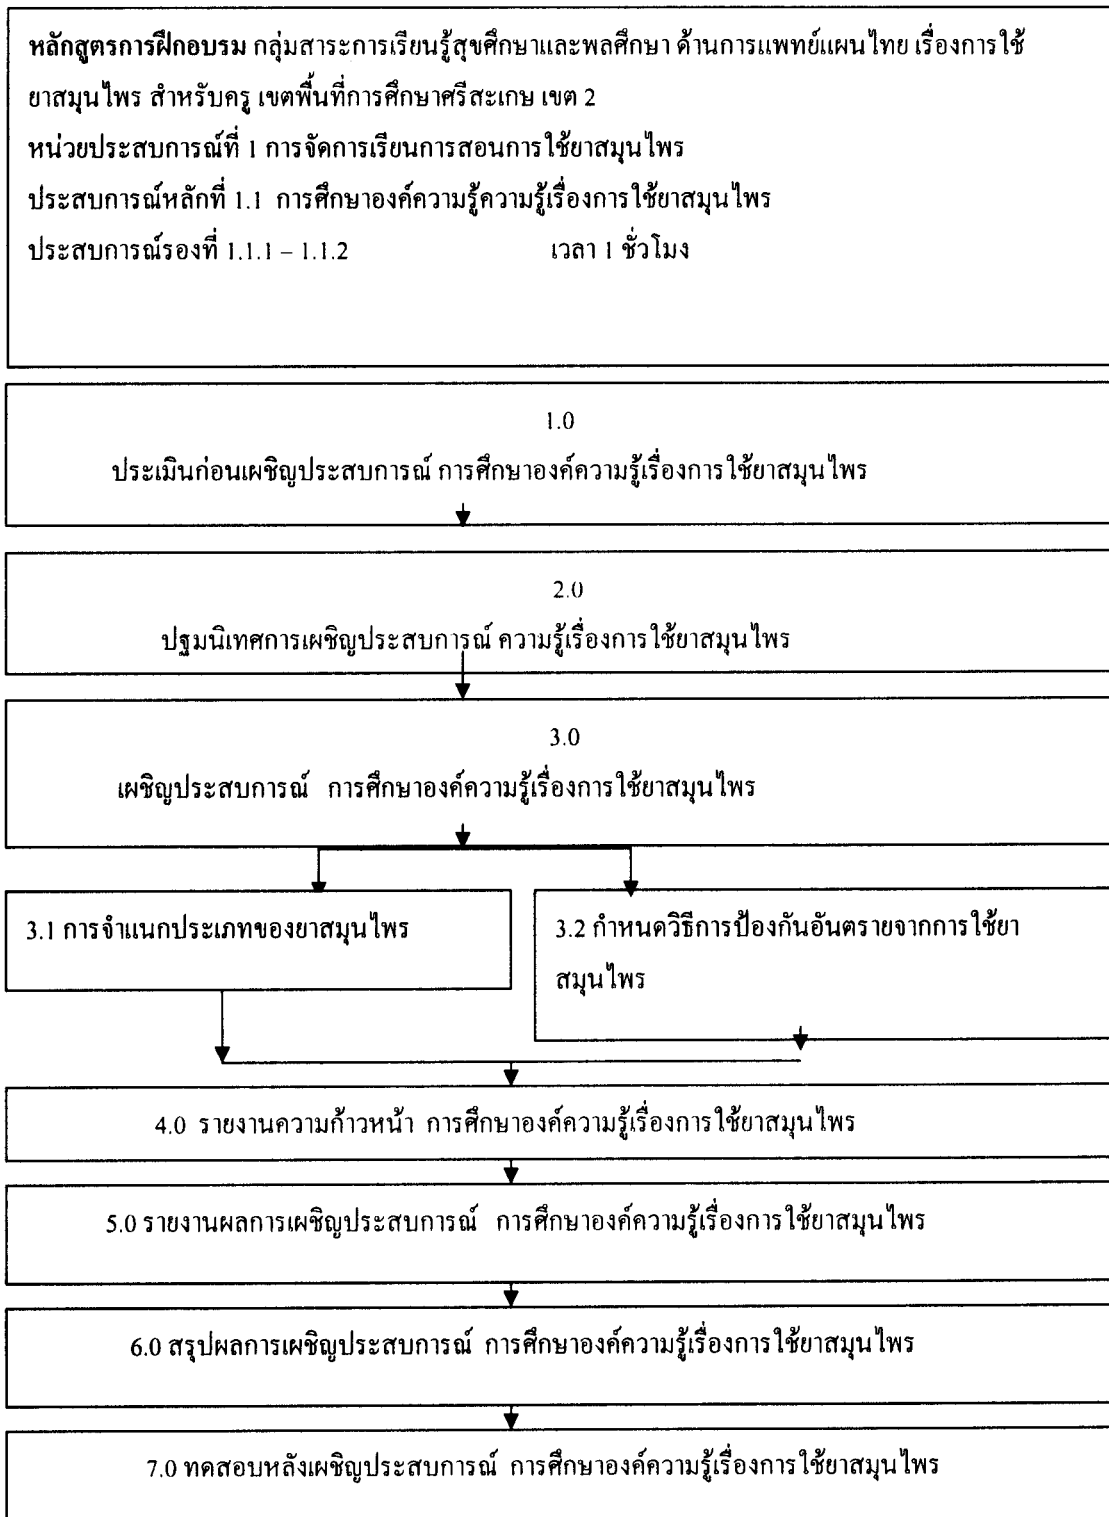 หลักสูตรการฝึกอบรม กลุ่มสาระการเรียนรู้สุขศึกษาและพลศึกษา ด้านการแพทย์แผนไทย เรื่องการใช้
ยาสมุนไพร สำหรับครู เขตพื้นที่การศึกษาศรีสะเกษ เขต 2
หน่วยประสบการณ์ที่ 1 การจัดการเรียนการสอนการใช้ยาสมุนไพร
ประสบการณ์หลักที่ 1.1 การศึกษาองค์ความรู้ความรู้เรื่องการใช้ยาสมุนไพร
ประสบการณ์รองที่ 1.1.1 – 1.1.2 เวลา 1 ชั่วโมง
1.0
ประเมินก่อนเผชิญประสบการณ์ การศึกษาองค์ความรู้เรื่องการใช้ยาสมุนไพร
2.0
ปฐมนิเทศการเผชิญประสบการณ์ ความรู้เรื่องการใช้ยาสมุนไพร
3.0
เผชิญประสบการณ์ การศึกษาองค์ความรู้เรื่องการใช้ยาสมุนไพร
3.1 การจำแนกประเภทของยาสมุนไพร
3.2 กำหนดวิธีการป้องกันอันตรายจากการใช้ยา
สมุนไพร
4.0 รายงานความก้าวหน้า การศึกษาองค์ความรู้เรื่องการใช้ยาสมุนไพร
5.0 รายงานผลการเผชิญประสบการณ์ การศึกษาองค์ความรู้เรื่องการใช้ยาสมุนไพร
6.0 สรุปผลการเผชิญประสบการณ์ การศึกษาองค์ความรู้เรื่องการใช้ยาสมุนไพร
7.0 ทดสอบหลังเผชิญประสบการณ์ การศึกษาองค์ความรู้เรื่องการใช้ยาสมุนไพร